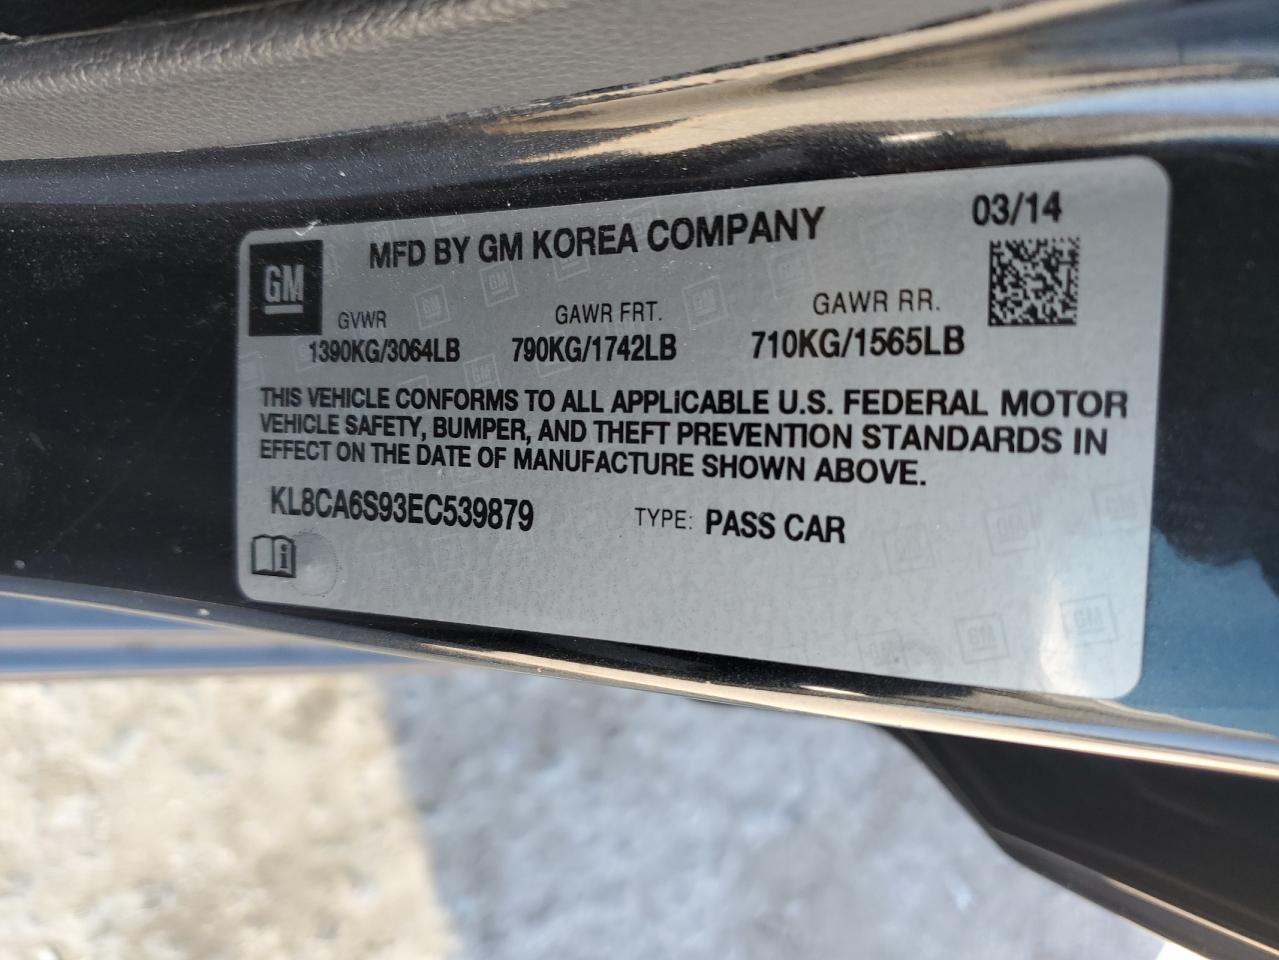 MFD BY GM KOREA COMPANY 03/14
GM
GVWR GAWR FRT. GAWR RR.
1390KG/3064LB 790KG/1742LB 710KG/1565LB
THIS VEHICLE CONFORMS TO ALL APPLiCABLE U.S. FEDERAL MOTOR
VEHICLE SAFETY, BUMPER, AND THEFT PREVENTION STANDARDS IN
EFFECT ON THE DATE OF MANUFACTURE SHOWN ABOVE.
KL8CA6S93EC539879 TYPE: PASS CAR